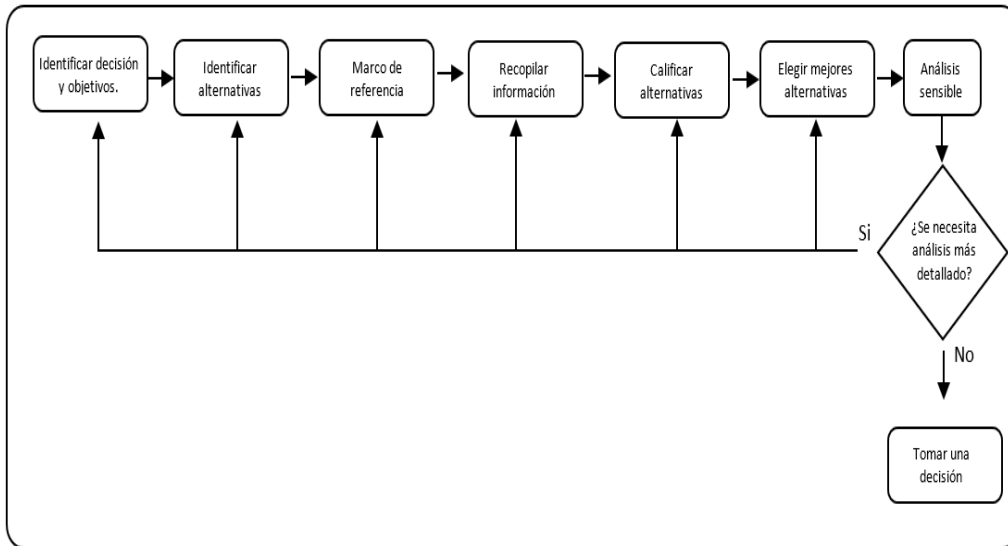 Identificar decisión
y objetivos.
Identificar
alternativas
Marco de
referencia
Recopilar
información
Calificar
alternativas
Elegir mejores
alternativas
Análisis
sensible
Si
¿Se necesita
análisis más
detallado?
No
Tomar una
decisión